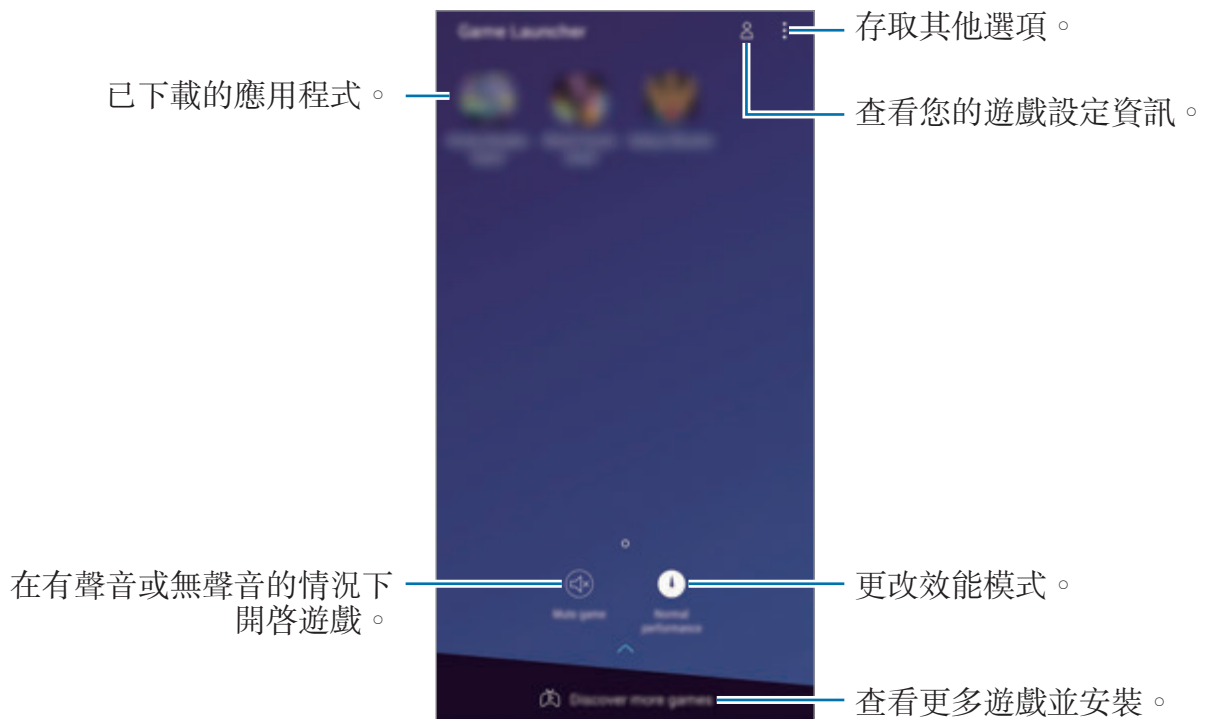 存取其他選項。
Game Launcher
已下載的應用程式。
查看您的遊戲設定資訊。
在有聲音或無聲音的情況下
開啓遊戲。
Mute game
Normal
performance
更改效能模式。
Discover more games
查看更多遊戲並安裝。